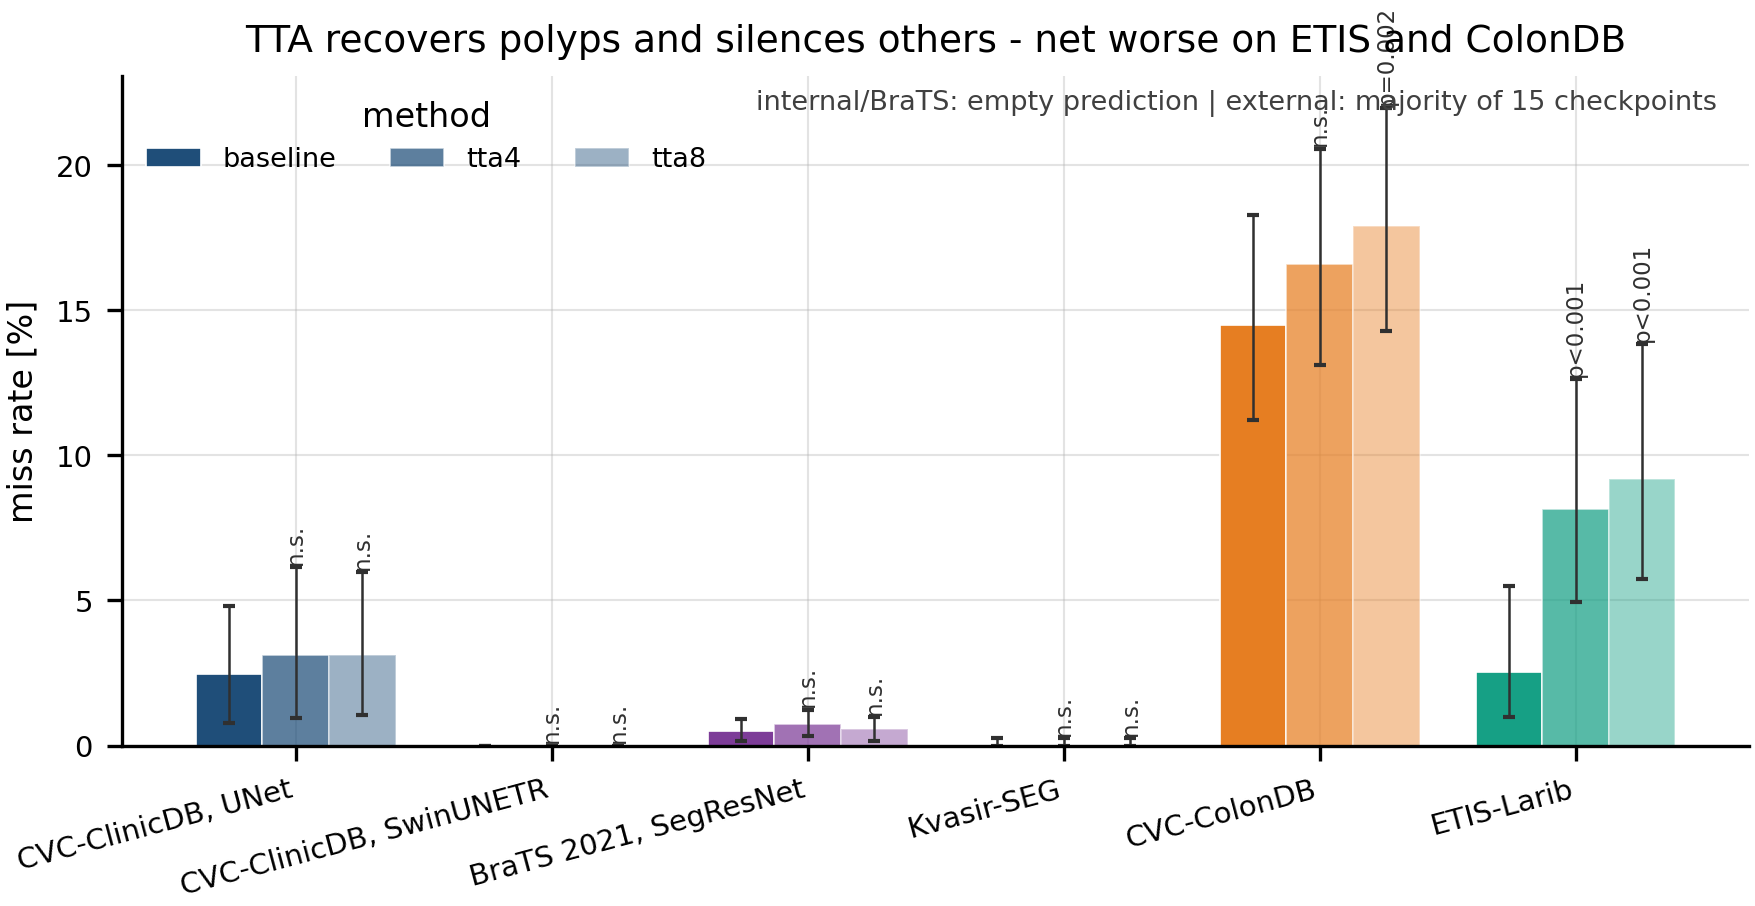 TTA recovers polyps and silences others - net worse on ETIS and ColonDB
internal/BraTS: empty prediction | external: majority of 15 checkpoints
method
baseline
tta4
tta8
miss rate [%]
20
15
10
5
0
n.s.
n.s.
n.s.
n.s.
n.s.
n.s.
n.s.
n.s.
n.s.
p=0.002
p<0.001
p<0.001
CVC-ClinicDB, UNet
CVC-ClinicDB, SwinUNETR
BraTS 2021, SegResNet
Kvasir-SEG
CVC-ColonDB
ETIS-Larib